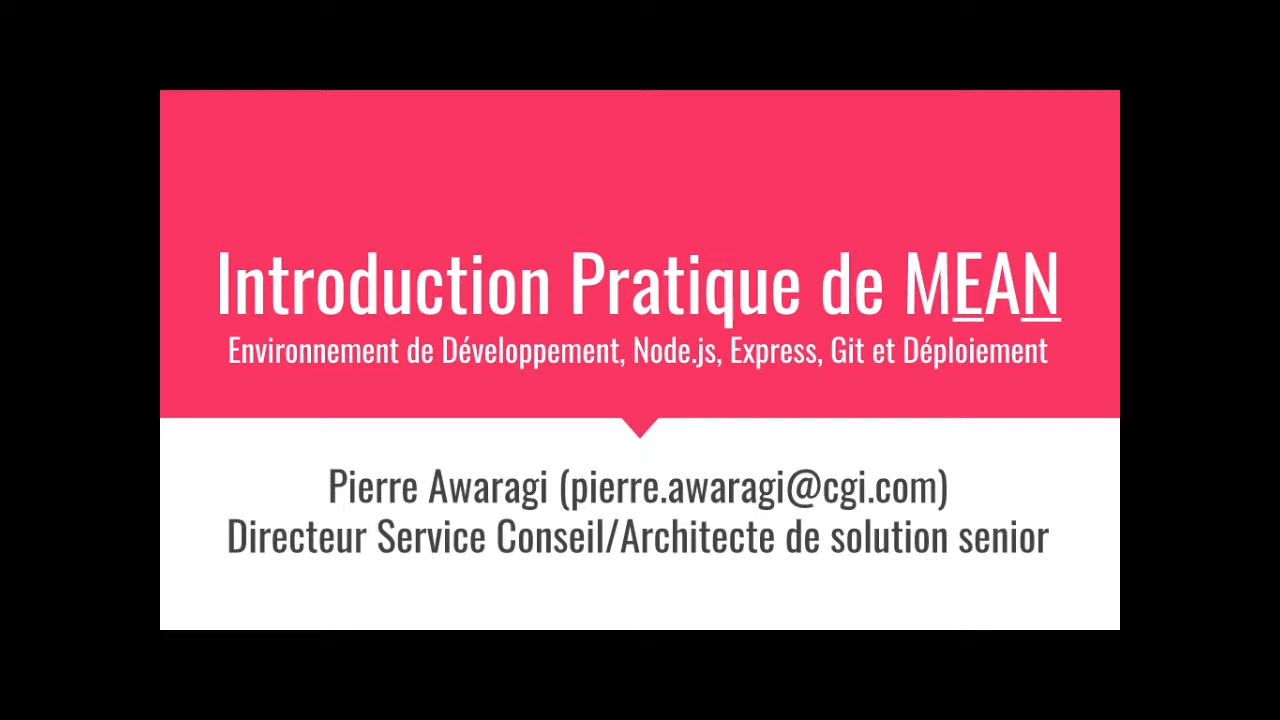 Introduction Pratique de MEAN
Environnement de Développement, Node.js, Express, Git et Déploiement
Pierre Awaragi (pierre.awaragi@cgi.com)
Directeur Service Conseil/Architecte de solution senior